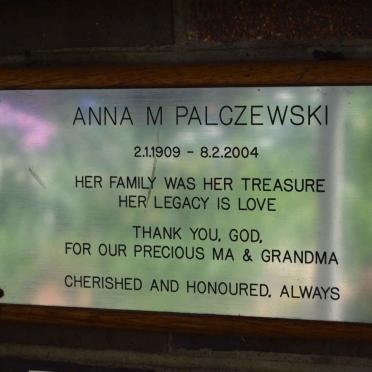 ANNA M PALCZEWSKI
2.1.1909 - 8.2.2004
HER FAMILY WAS HER TREASURE
HER LEGACY IS LOVE
THANK YOU, GOD,
FOR OUR PRECIOUS MA & GRANDMA
CHERISHED AND HONOURED, ALWAYS